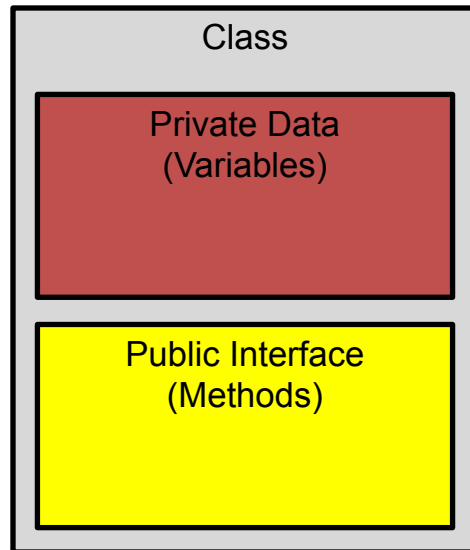 Class
Private Data
(Variables)
Public Interface
(Methods)